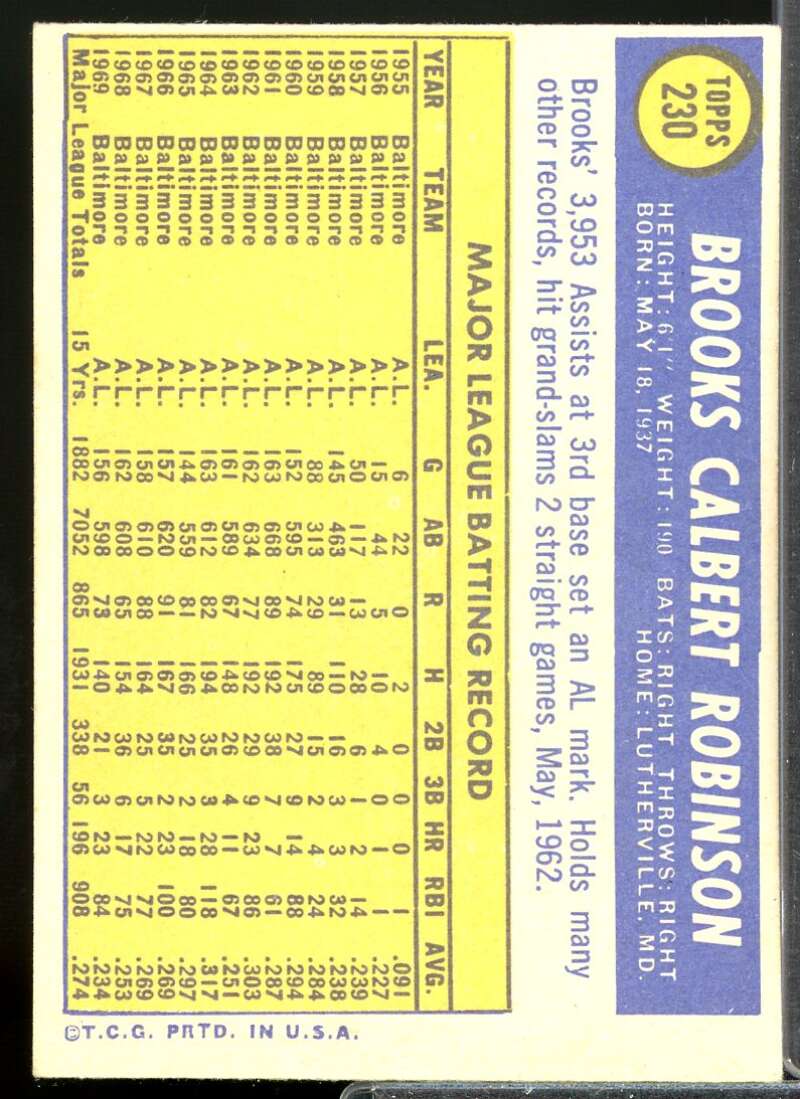 TOPPS
230
BROOKS CALBERT ROBINSON
HEIGHT: 6'1" WEIGHT: 190 BATS: RIGHT THROWS: RIGHT
BORN: MAY 18, 1937 HOME: LUTHERVILLE, MD.
Brooks' 3,953 Assists at 3rd base set an AL mark. Holds many
other records, hit grand-slams 2 straight games, May, 1962.
MAJOR LEAGUE BATTING RECORD
YEAR TEAM LEA. G AB R H 2B 3B HR RBI AVG.
1955 Baltimore A.L. 6 22 0 2 0 0 0 1 .091
1956 Baltimore A.L. 15 44 5 10 4 0 1 1 .227
1957 Baltimore A.L. 50 117 13 28 6 1 2 14 .239
1958 Baltimore A.L. 145 463 31 110 16 3 3 32 .238
1959 Baltimore A.L. 88 313 29 89 15 2 4 24 .284
1960 Baltimore A.L. 152 595 74 175 27 9 14 88 .294
1961 Baltimore A.L. 163 668 89 192 38 7 7 61 .287
1962 Baltimore A.L. 162 634 77 192 29 9 23 86 .303
1963 Baltimore A.L. 161 589 67 148 26 4 11 67 .251
1964 Baltimore A.L. 163 612 82 194 35 3 28 118 .317
1965 Baltimore A.L. 144 559 81 166 25 2 18 80 .297
1966 Baltimore A.L. 157 620 91 167 35 2 23 100 .269
1967 Baltimore A.L. 158 610 88 164 25 5 22 77 .269
1968 Baltimore A.L. 162 608 65 154 36 6 17 75 .253
1969 Baltimore A.L. 156 598 73 140 21 3 23 84 .234
Major League Totals 15 Yrs. 1882 7052 865 1931 338 56 196 908 .274
©T.C.G. PRTD. IN U.S.A.